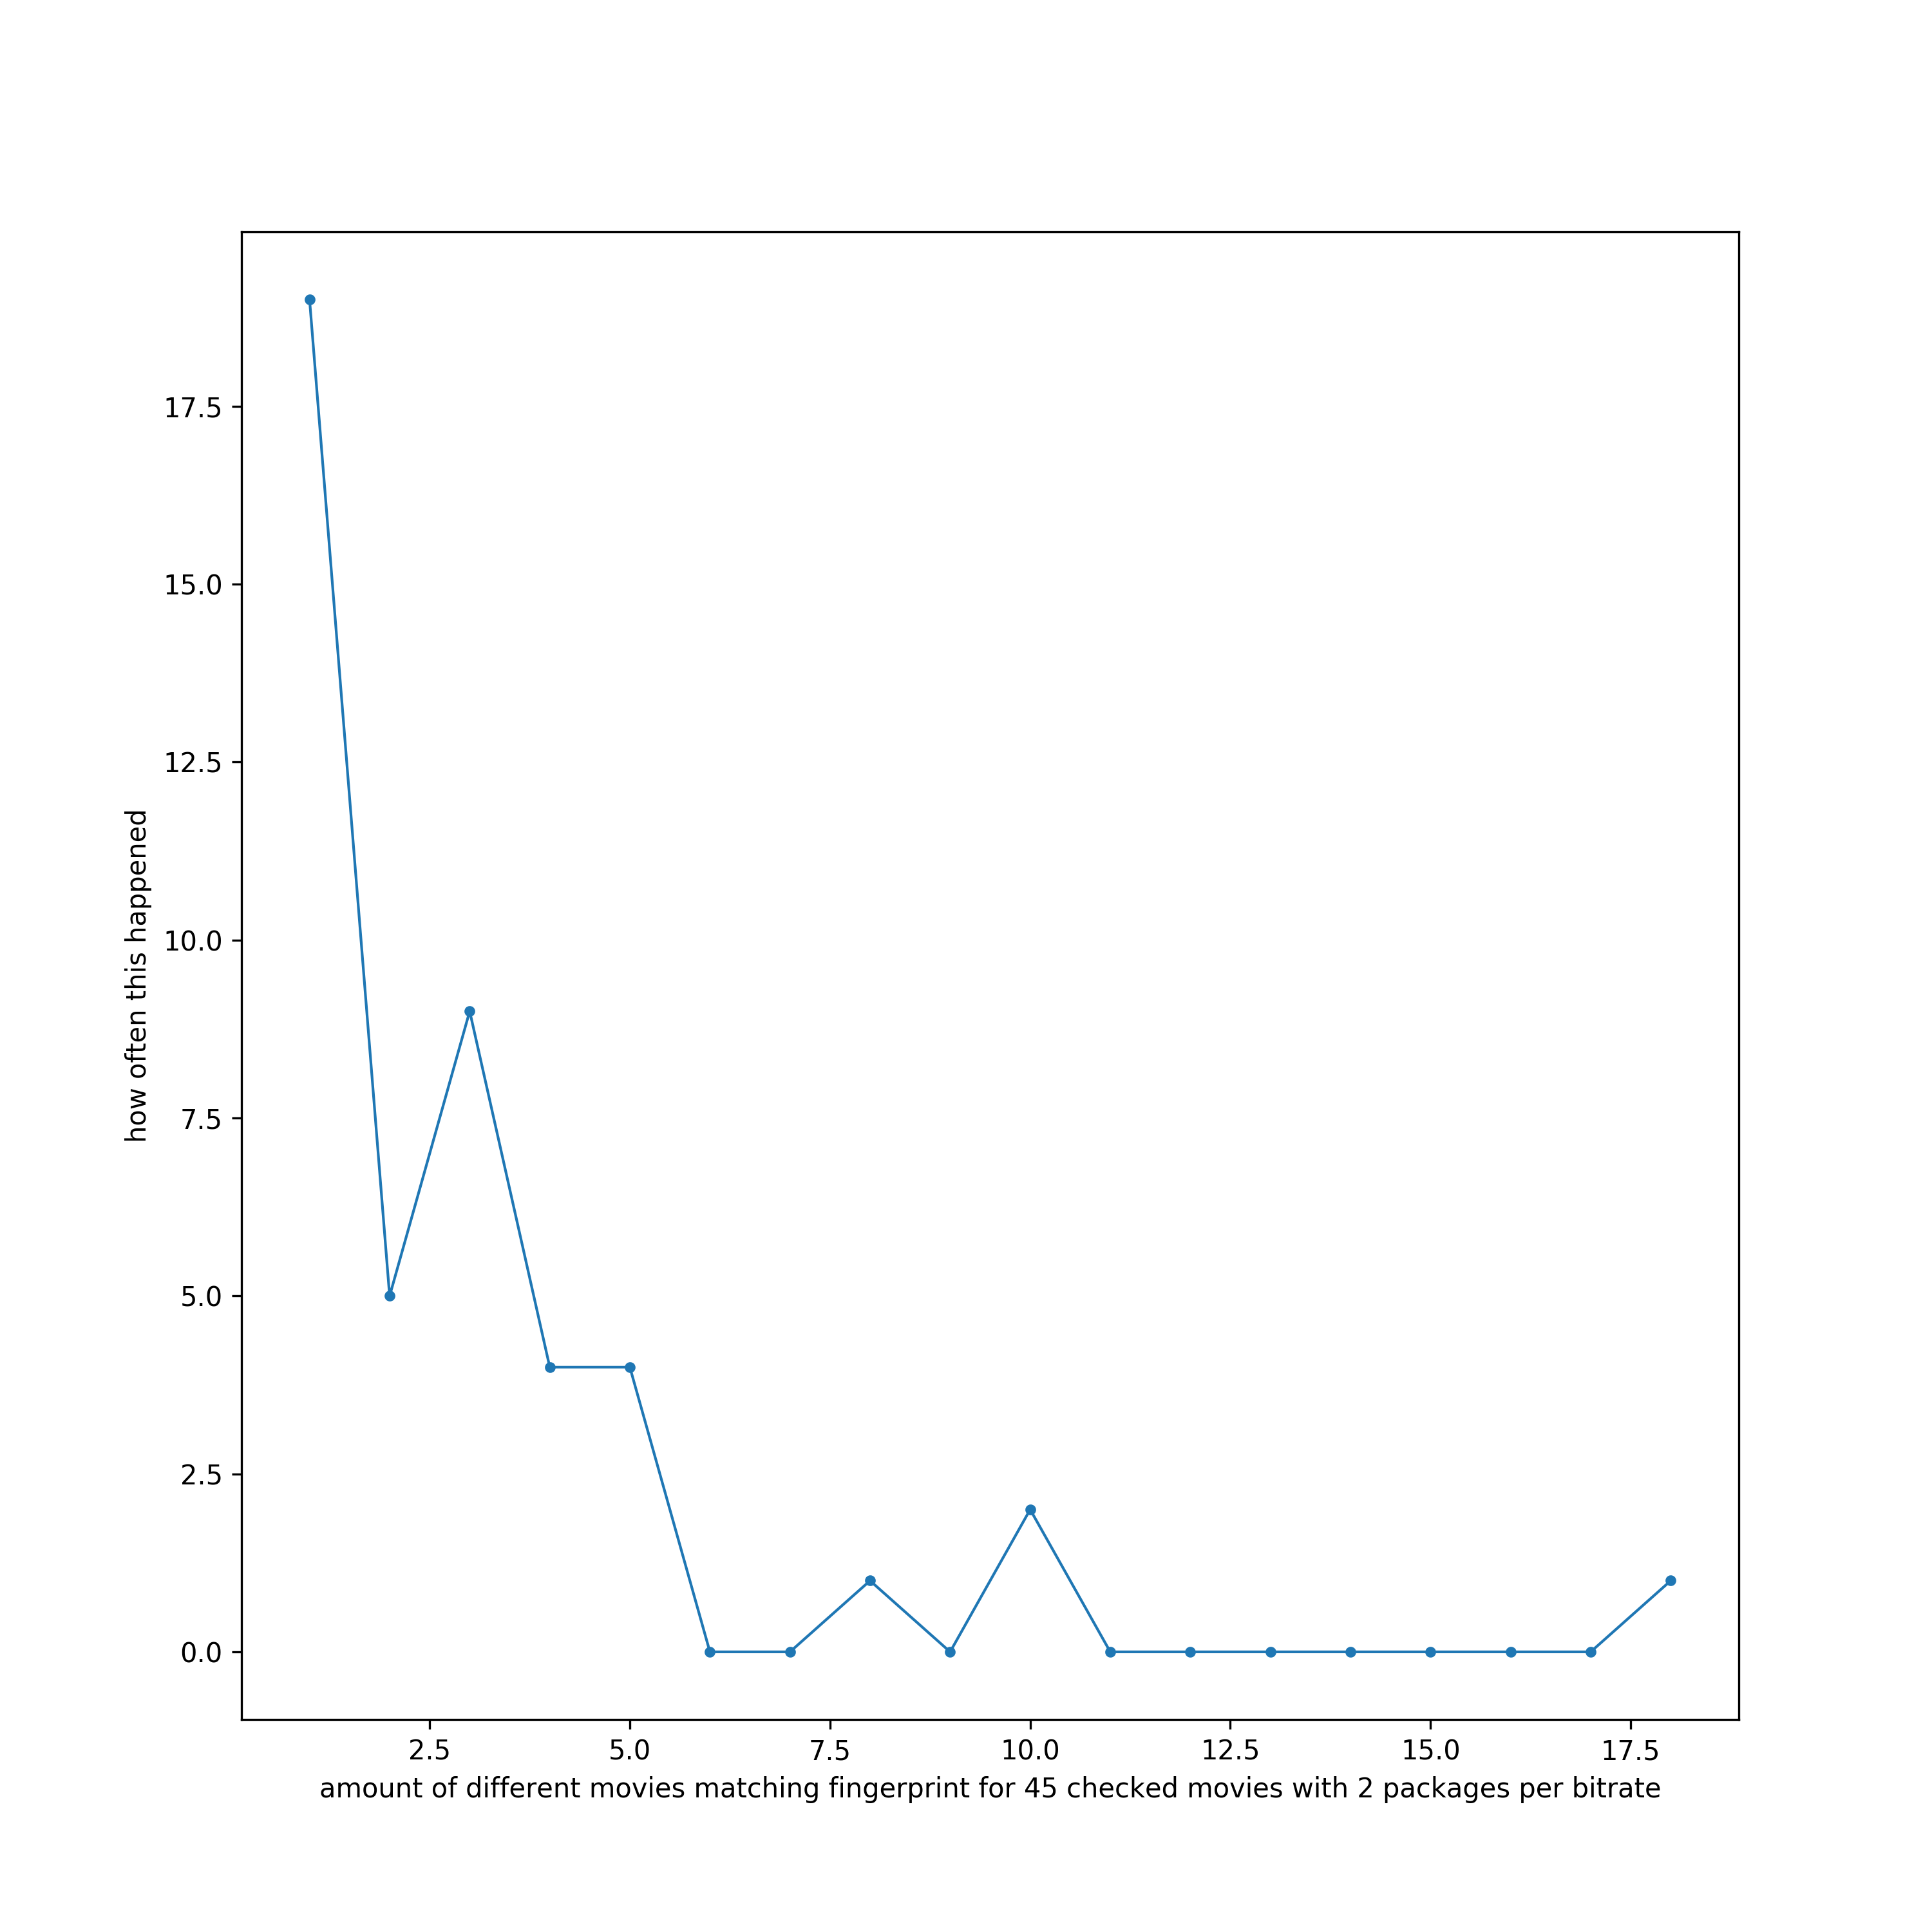 how often this happened
17.5
15.0
12.5
10.0
7.5
5.0
2.5
0.0
2.5 5.0 7.5 10.0 12.5 15.0 17.5
amount of different movies matching fingerprint for 45 checked movies with 2 packages per bitrate